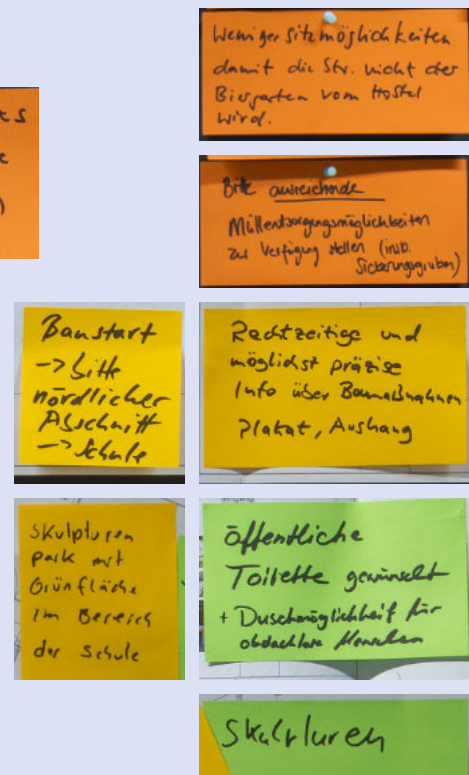 Weniger Sitzmöglichkeiten
damit die Str. nicht der
Biergarten vom Hostel
wird.
Bitte ausreichende
Müllentsorgungsmöglichkeiten
zur Verfügung stellen (insb.
Sickerungsgruben)
Baustart
-> bitte
nördlicher
Abschnitt
-> Schule
Rechtzeitige und
möglichst präzise
Info über Baumaßnahmen
Plakat, Aushang
Skulpturen
park mit
Grünfläche
im Bereich
der Schule
öffentliche
Toilette gewünscht
+ Duschmöglichkeit für
obdachlose Menschen
Skulpturen